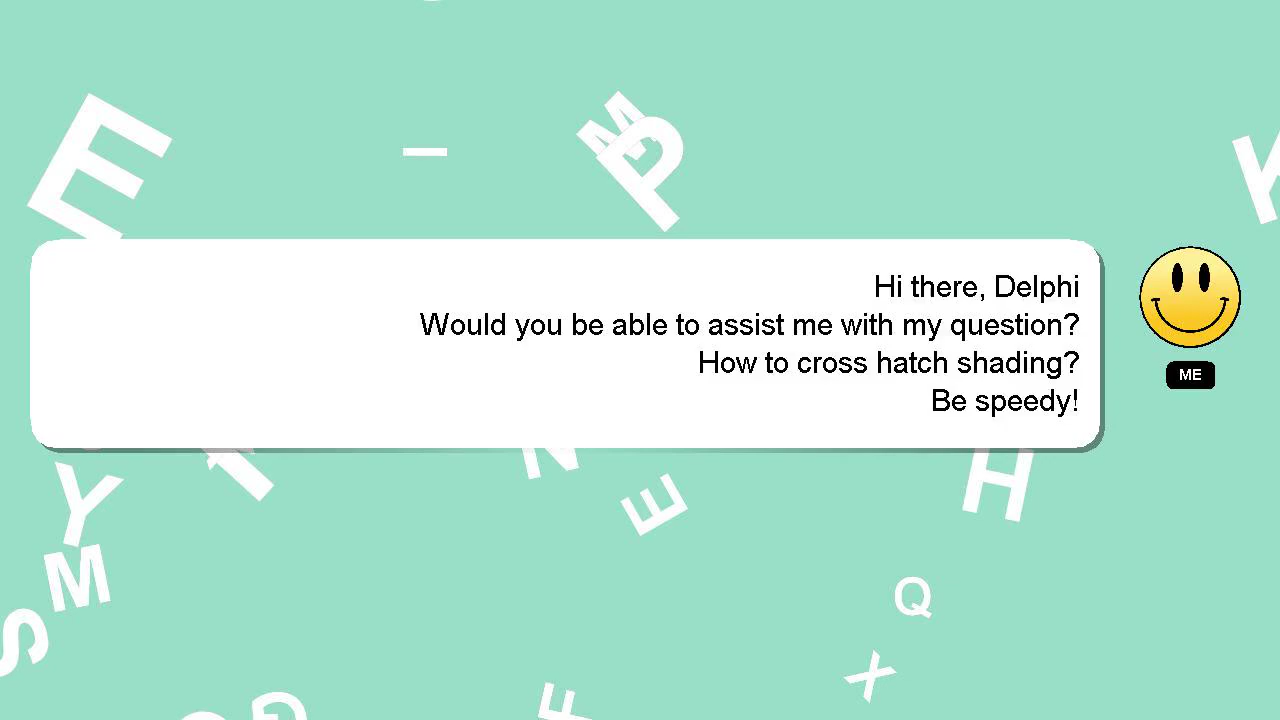 E
–
M
P
K
Hi there, Delphi
Would you be able to assist me with my question?
How to cross hatch shading?
Be speedy!
ME
Y
N
E
H
M
S
Q
X
G
F